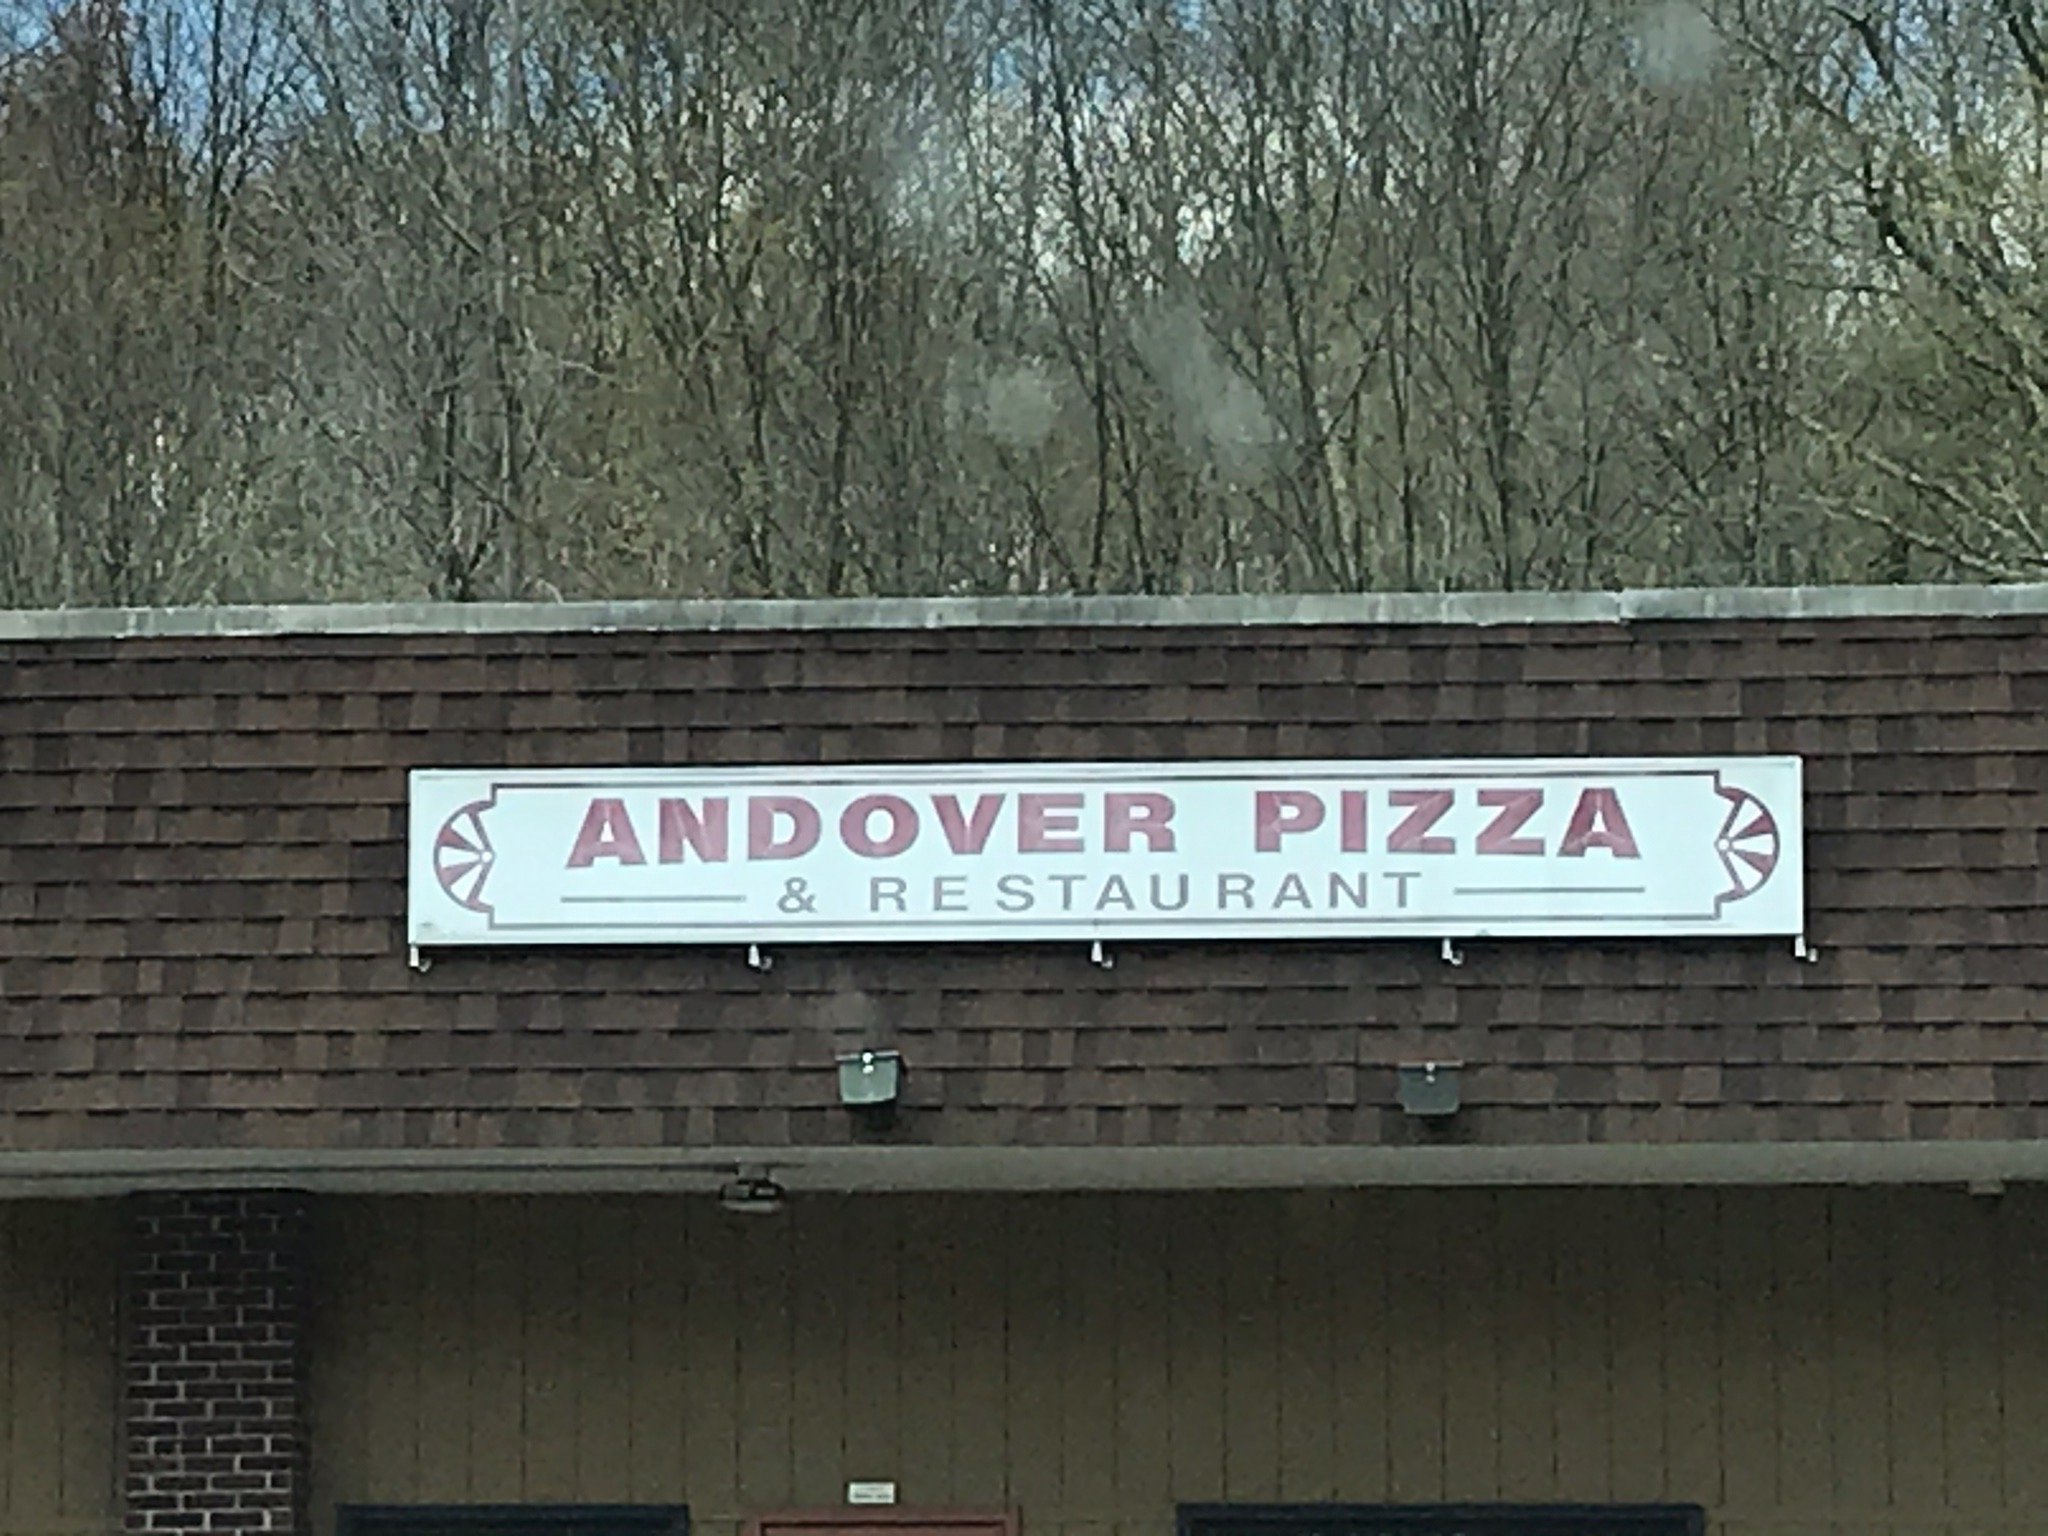 ANDOVER PIZZA
& RESTAURANT